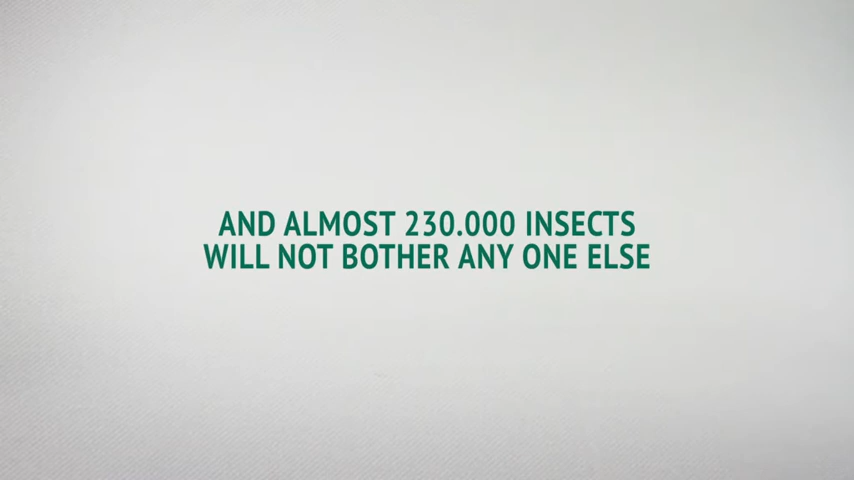 AND ALMOST 230.000 INSECTS
WILL NOT BOTHER ANY ONE ELSE